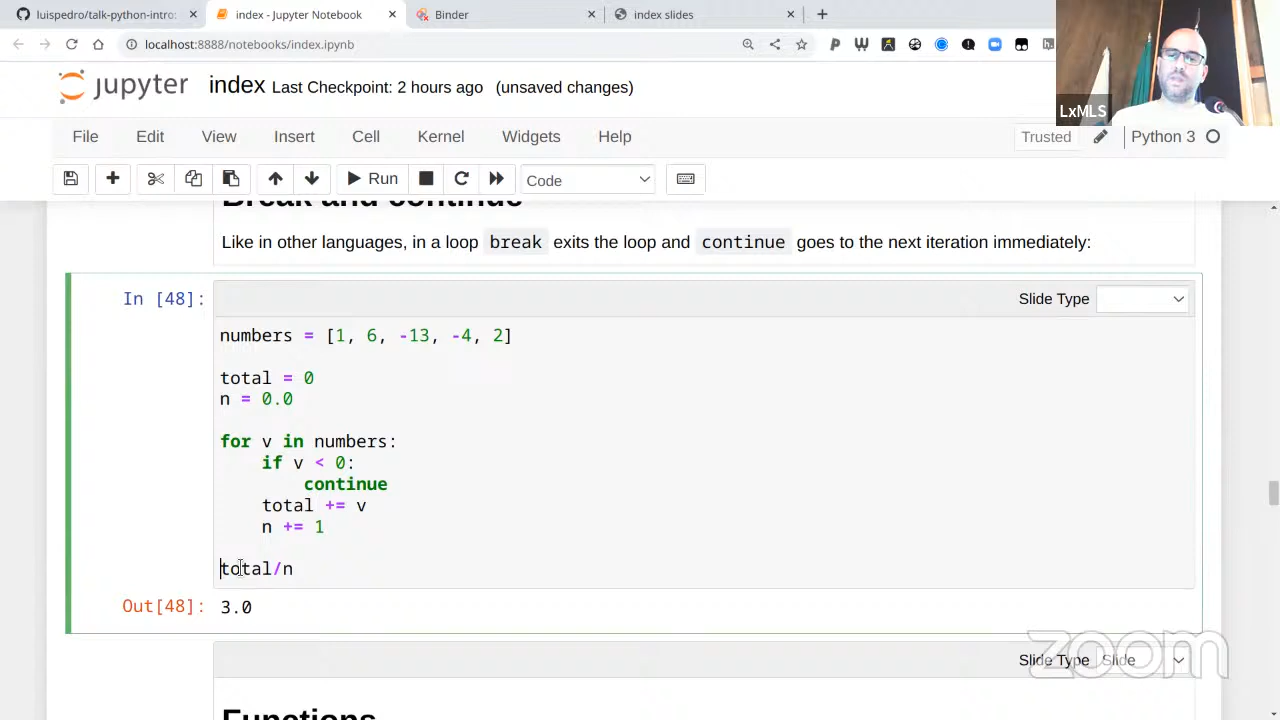 luispedro/talk-python-intro:
index - Jupyter Notebook
Binder
index slides
localhost:8888/notebooks/index.ipynb
jupyter index Last Checkpoint: 2 hours ago (unsaved changes)
LxMLS
File Edit View Insert Cell Kernel Widgets Help
Trusted
Python 3
Run
Code
Break and continue
Like in other languages, in a loop break exits the loop and continue goes to the next iteration immediately:
In [48]:
Slide Type
numbers = [1, 6, -13, -4, 2]
total = 0
n = 0.0
for v in numbers:
if v < 0:
continue
total += v
n += 1
total/n
Out[48]: 3.0
Slide Type Slide
zoom
Functions